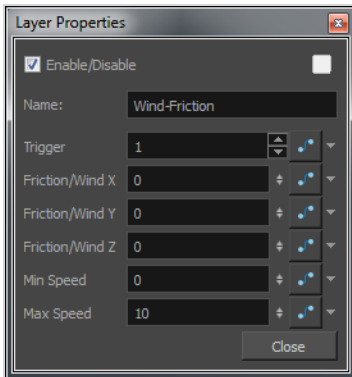 Layer Properties
Enable/Disable
Name: Wind-Friction
Trigger 1
Friction/Wind X 0
Friction/Wind Y 0
Friction/Wind Z 0
Min Speed 0
Max Speed 10
Close